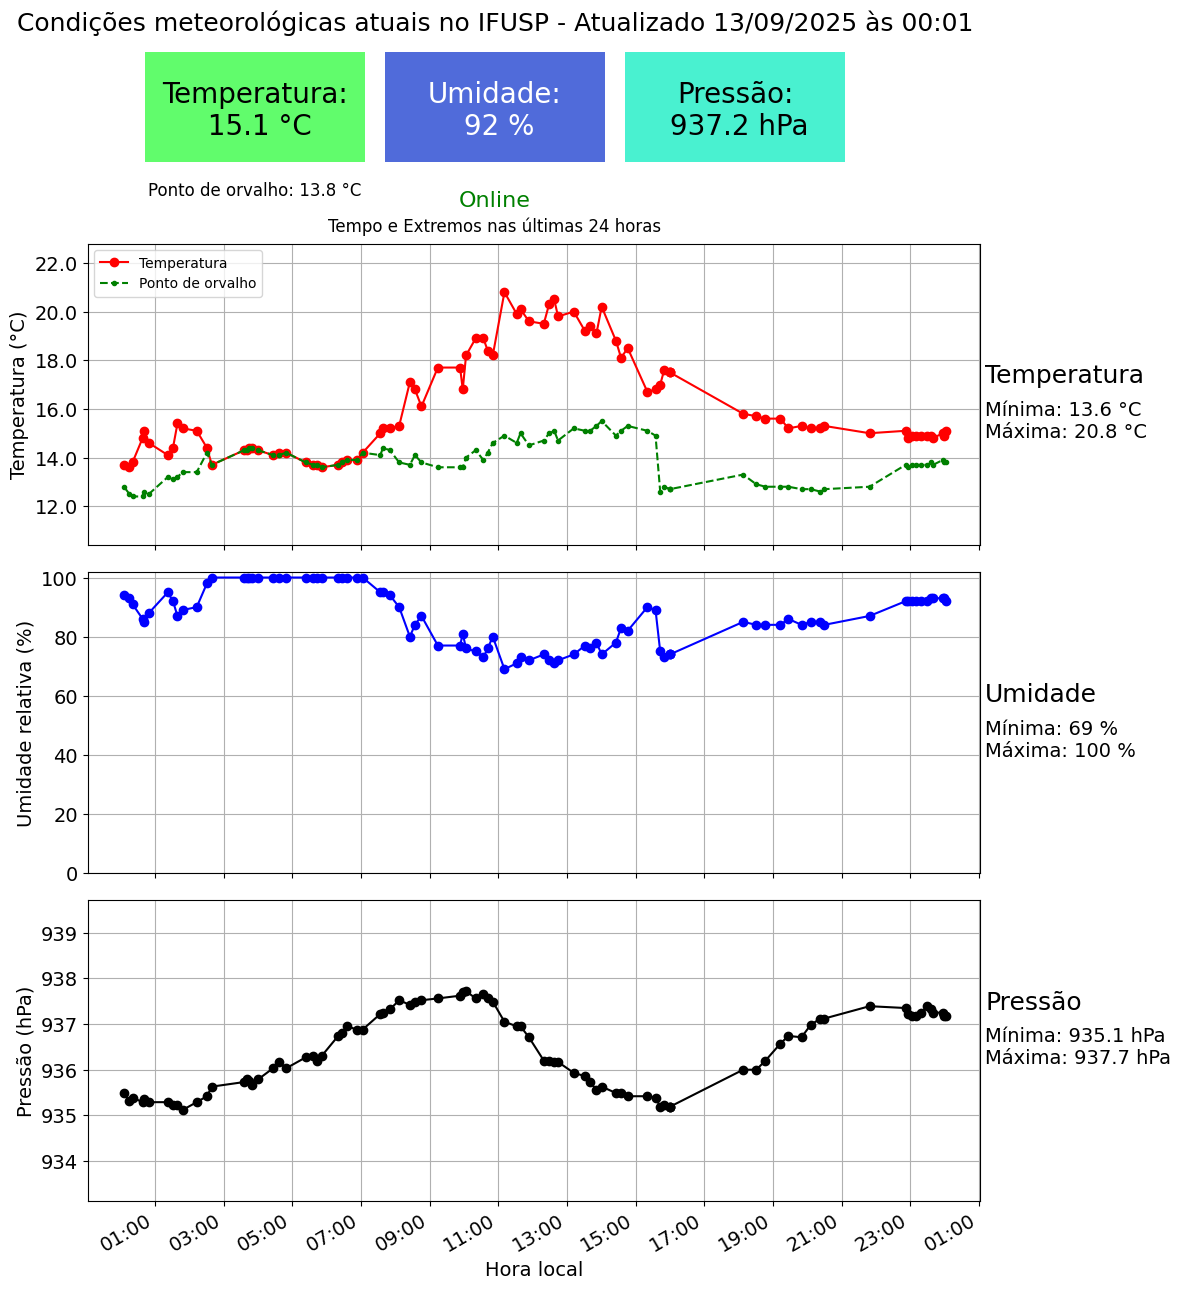 Condições meteorológicas atuais no IFUSP - Atualizado 13/09/2025 às 00:01
Temperatura:
15.1 °C
Umidade:
92 %
Pressão:
937.2 hPa
Ponto de orvalho: 13.8 °C
Online
Tempo e Extremos nas últimas 24 horas
Temperatura
Ponto de orvalho
Temperatura (°C)
22.0
20.0
18.0
16.0
14.0
12.0
Temperatura
Mínima: 13.6 °C
Máxima: 20.8 °C
Umidade relativa (%)
100
80
60
40
20
0
Umidade
Mínima: 69 %
Máxima: 100 %
Pressão (hPa)
939
938
937
936
935
934
Pressão
Mínima: 935.1 hPa
Máxima: 937.7 hPa
01:00
03:00
05:00
07:00
09:00
11:00
13:00
15:00
17:00
19:00
21:00
23:00
01:00
Hora local